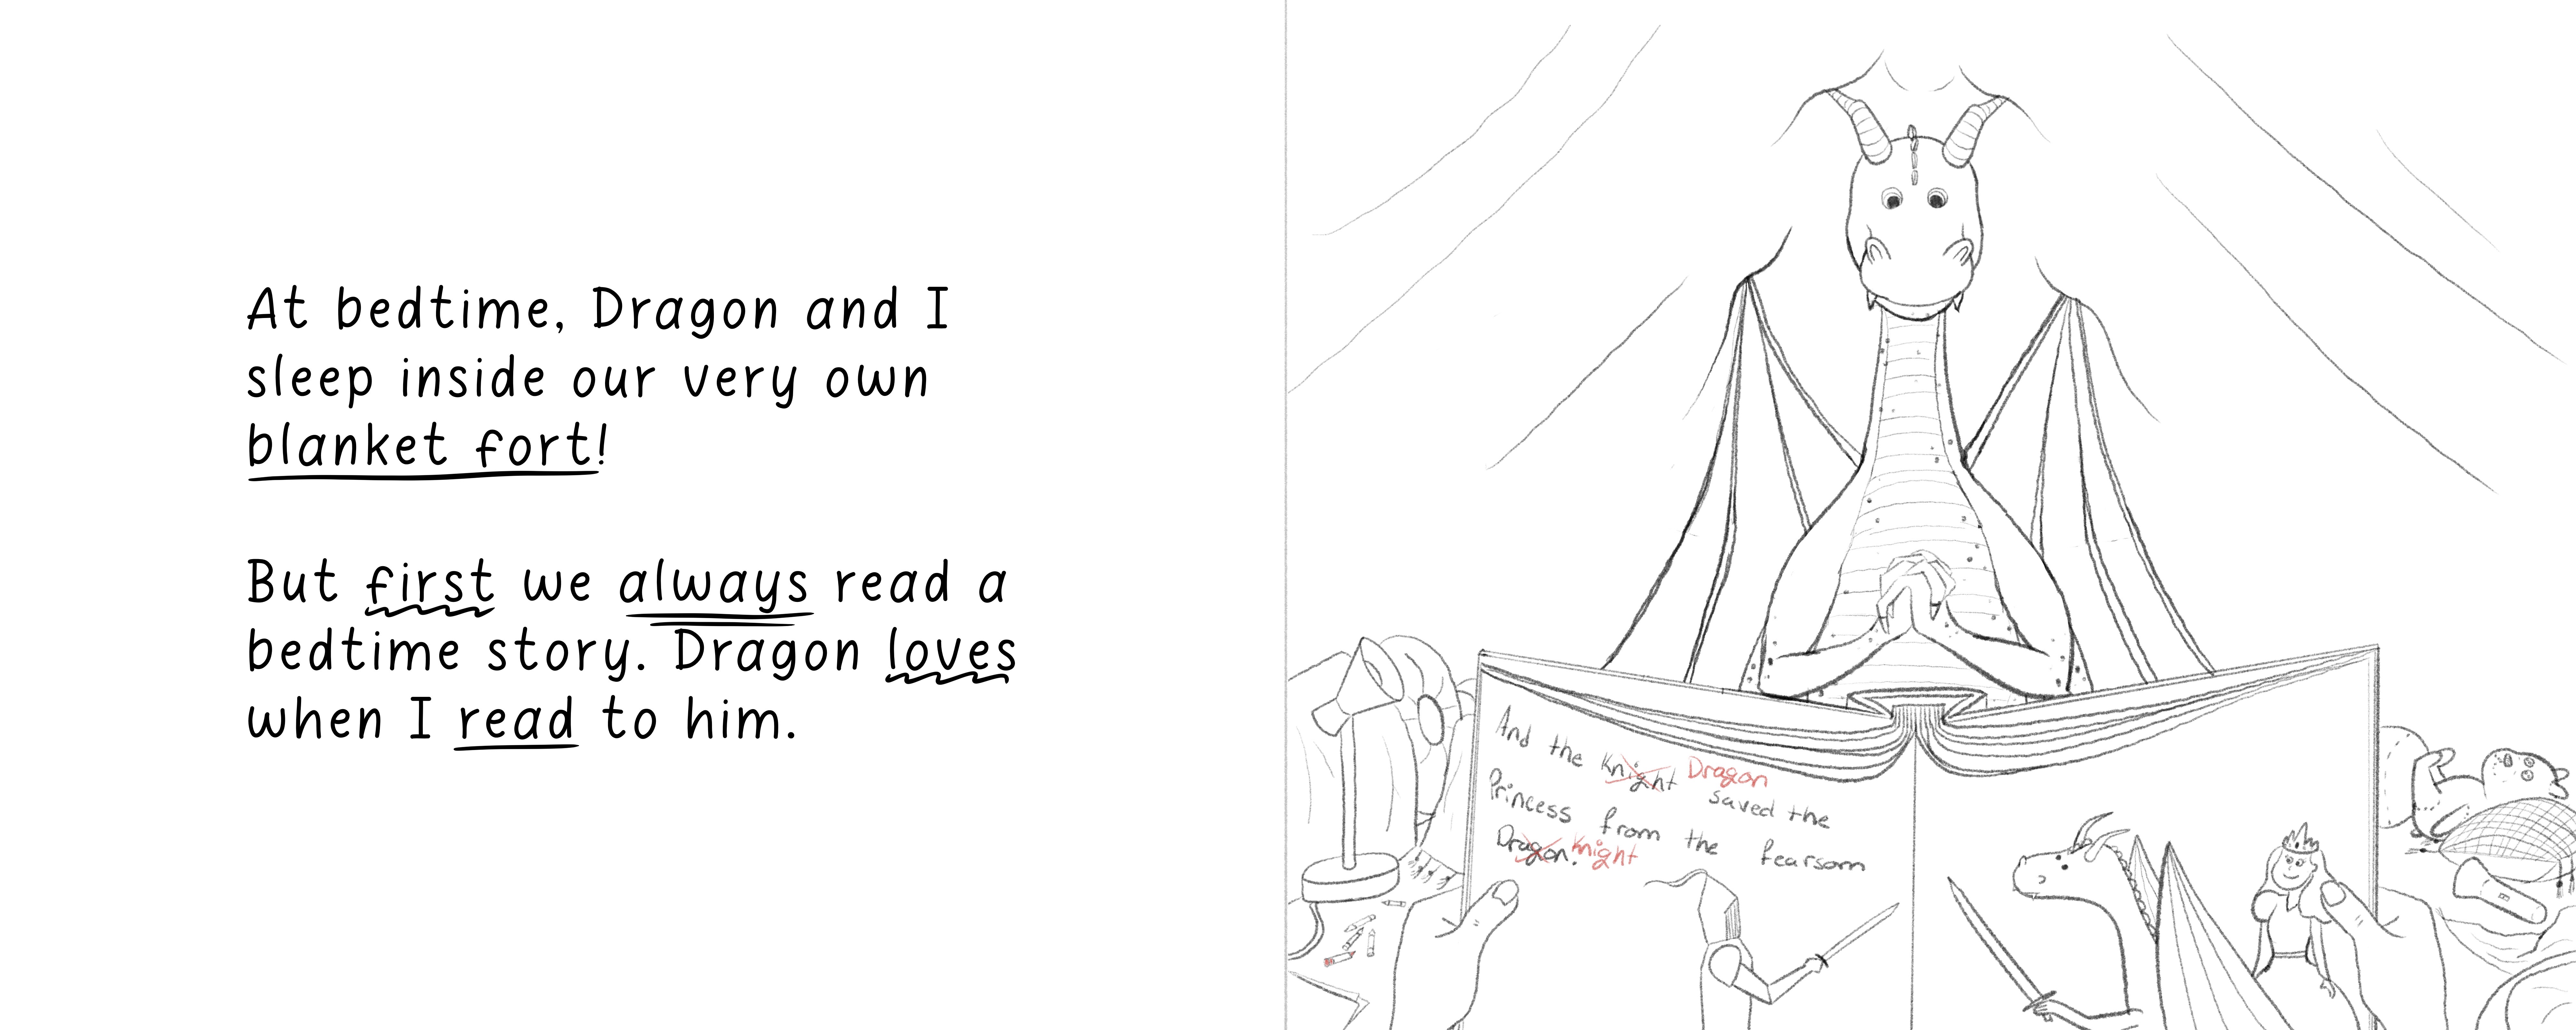 At bedtime, Dragon and I
sleep inside our very own
blanket fort!
But first we always read a
bedtime story. Dragon loves
when I read to him.
And the Knight Dragon saved the
Princess from the fearsom
Dragon. Knight